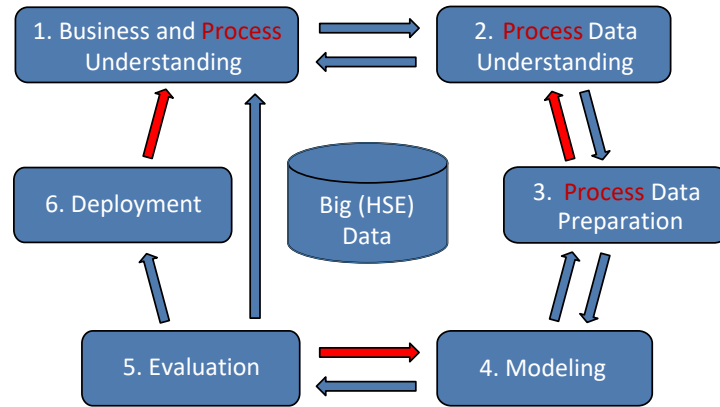 1. Business and Process
Understanding
2. Process Data
Understanding
6. Deployment
Big (HSE)
Data
3. Process Data
Preparation
5. Evaluation
4. Modeling